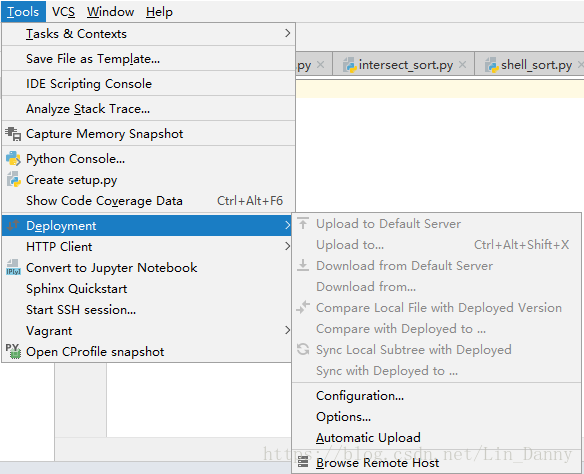 Tools VCS Window Help
Tasks & Contexts
Save File as Template...
.py intersect_sort.py shell_sort.py
IDE Scripting Console
Analyze Stack Trace...
Capture Memory Snapshot
Python Console...
Create setup.py
Show Code Coverage Data Ctrl+Alt+F6
Deployment
HTTP Client
Convert to Jupyter Notebook
Sphinx Quickstart
Start SSH session...
Vagrant
Open CProfile snapshot
Upload to Default Server
Upload to... Ctrl+Alt+Shift+X
Download from Default Server
Download from...
Compare Local File with Deployed Version
Compare with Deployed to ...
Sync Local Subtree with Deployed
Sync with Deployed to ...
Configuration...
Options...
Automatic Upload
Browse Remote Host
https://blog.csdn.net/Lin_Danny